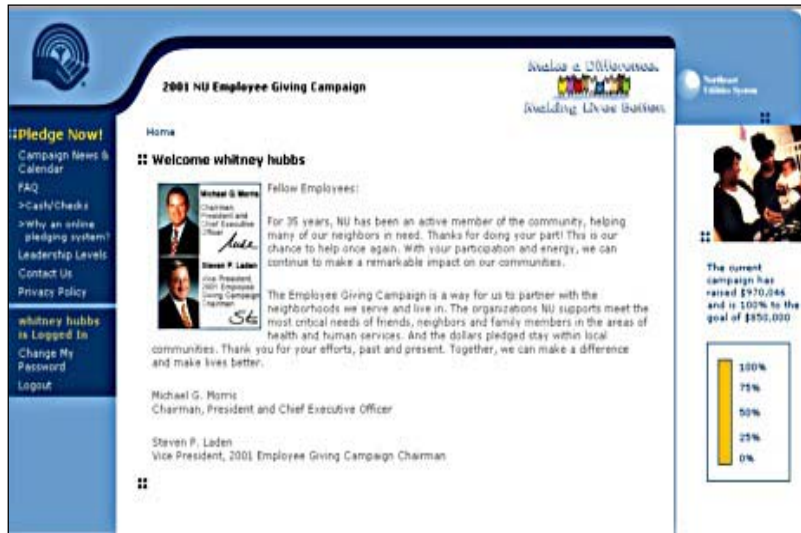 2001 NU Employee Giving Campaign
Make a Difference.
Making Lives Better.
Northeast
Utilities System
Pledge Now!
Campaign News &
Calendar
FAQ
>Cash/Checks
>Why an online
pledging system?
Leadership Levels
Contact Us
Privacy Policy
whitney hubbs
is Logged In
Change My
Password
Logout
Home
Welcome whitney hubbs
Michael G. Morris
Chairman,
President and
Chief Executive
Officer
Steven P. Laden
Vice President,
2001 Employee
Giving Campaign
Chairman
Fellow Employees:
For 35 years, NU has been an active member of the community, helping
many of our neighbors in need. Thanks for doing your part! This is our
chance to help once again. With your participation and energy, we can
continue to make a remarkable impact on our communities.
The Employee Giving Campaign is a way for us to partner with the
neighborhoods we serve and live in. The organizations NU supports meet the
most critical needs of friends, neighbors and family members in the areas of
health and human services. And the dollars pledged stay within local
communities. Thank you for your efforts, past and present. Together, we can make a difference
and make lives better.
Michael G. Morris
Chairman, President and Chief Executive Officer
Steven P. Laden
Vice President, 2001 Employee Giving Campaign Chairman
The current
campaign has
raised $970,046
and is 100% to the
goal of $850,000
100%
75%
50%
25%
0%